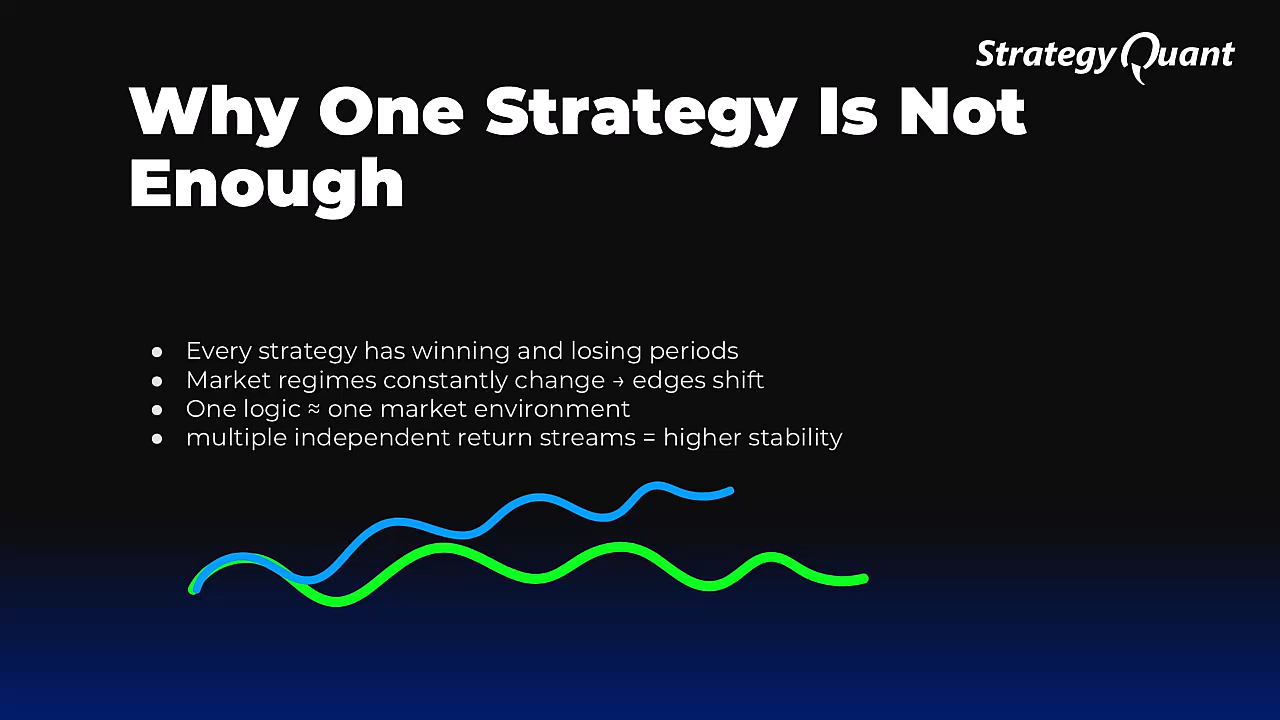 StrategyQuant
Why One Strategy Is Not
Enough
● Every strategy has winning and losing periods
● Market regimes constantly change → edges shift
● One logic ≈ one market environment
● multiple independent return streams = higher stability